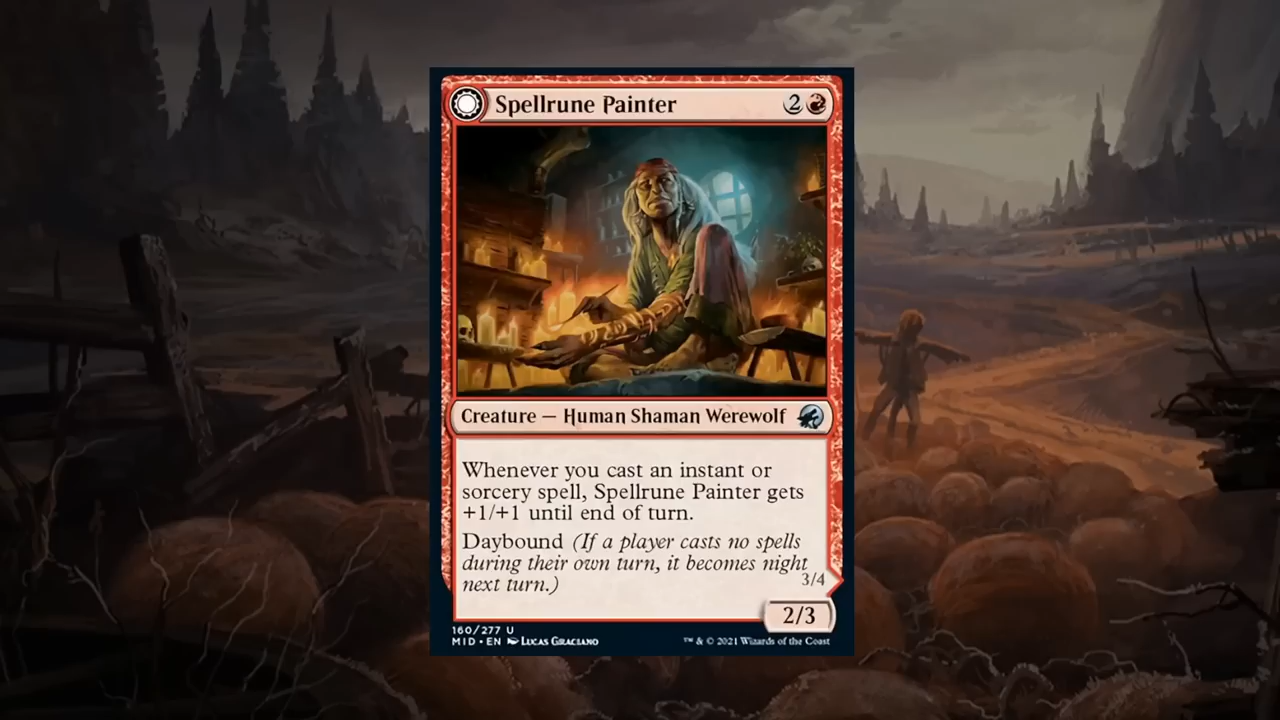 Spellrune Painter 2
Creature — Human Shaman Werewolf
Whenever you cast an instant or
sorcery spell, Spellrune Painter gets
+1/+1 until end of turn.
Daybound (If a player casts no spells
during their own turn, it becomes night
next turn.)
3/4
2/3
160/277 U
MID • EN Lucas Graciano
™ & © 2021 Wizards of the Coast